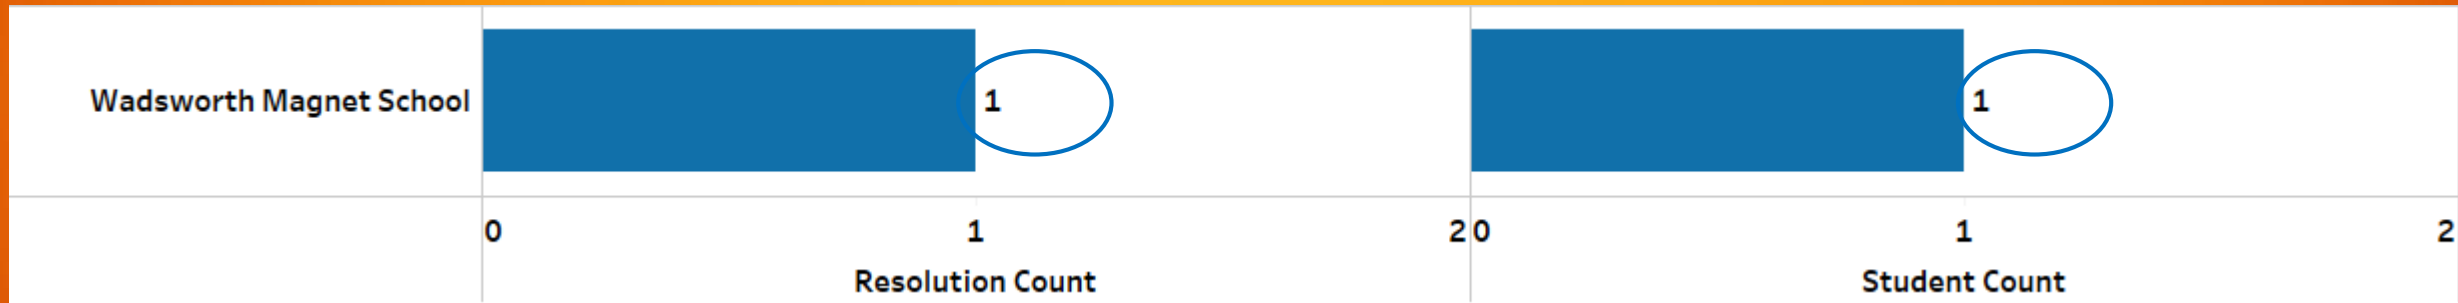 Wadsworth Magnet School 1 1
0 1 2 0 1 2
Resolution Count Student Count